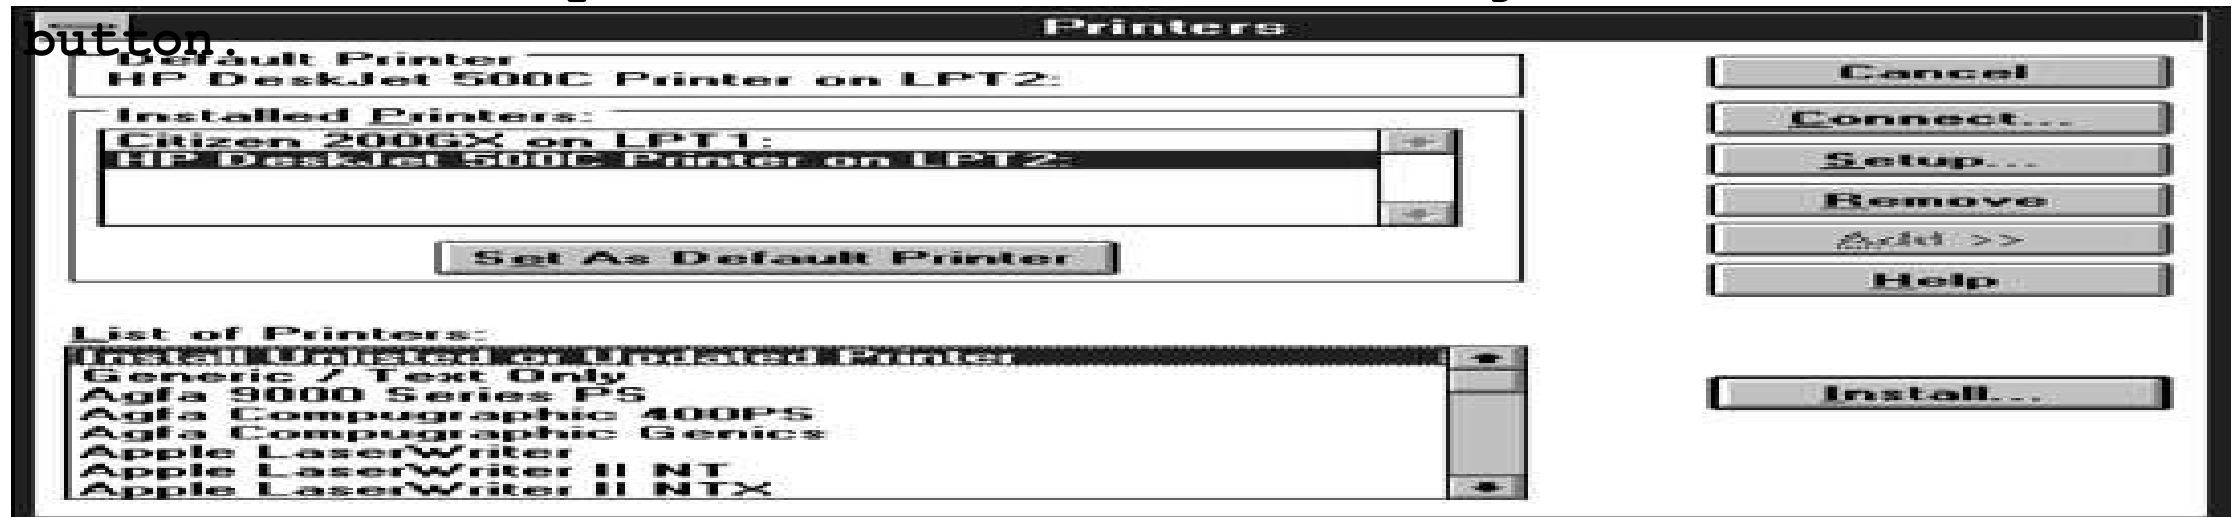 button.
Printers
Default Printer
HP DeskJet 500C Printer on LPT2:
Installed Printers:
Citizen 200GX on LPT1:
HP DeskJet 500C Printer on LPT2:
Set As Default Printer
Cancel
Connect...
Setup...
Remove
Add >>
Help
List of Printers:
Install Unlisted or Updated Printer
Generic / Text Only
Agfa 9000 Series PS
Agfa Compugraphic 400PS
Agfa Compugraphic Genics
Apple LaserWriter
Apple LaserWriter II NT
Apple LaserWriter II NTX
Install...